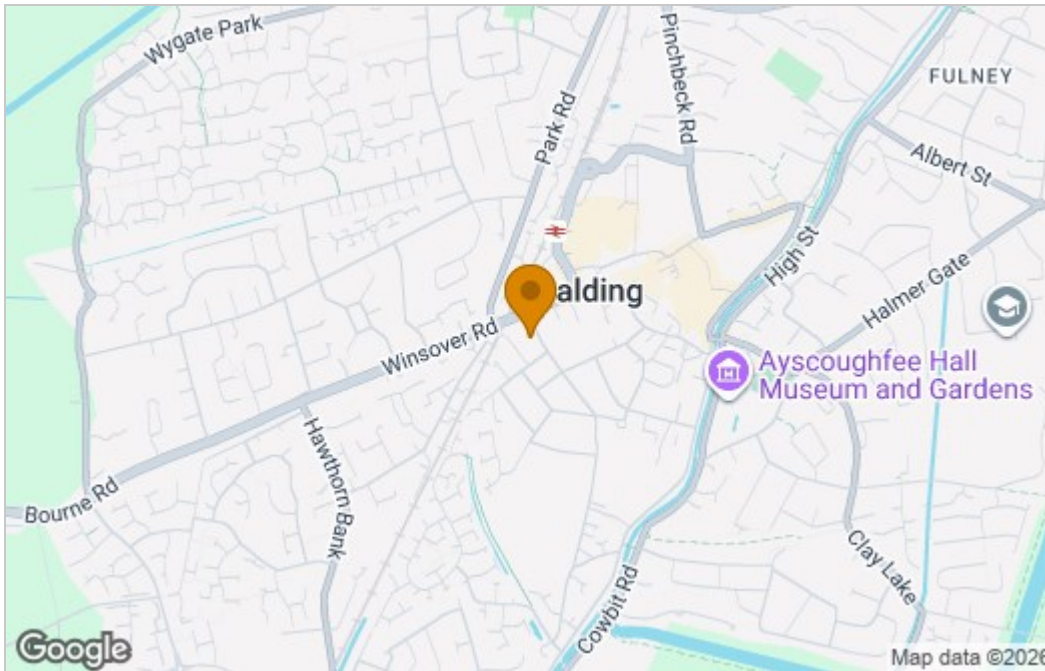 Wygate Park
Pinchbeck Rd
FULNEY
Park Rd
Albert St
High St
Halmer Gate
alding
Winsover Rd
Ayscoughfee Hall
Museum and Gardens
Hawthorn Bank
Bourne Rd
Clay Lake
Cowbit Rd
Google
Map data ©2026